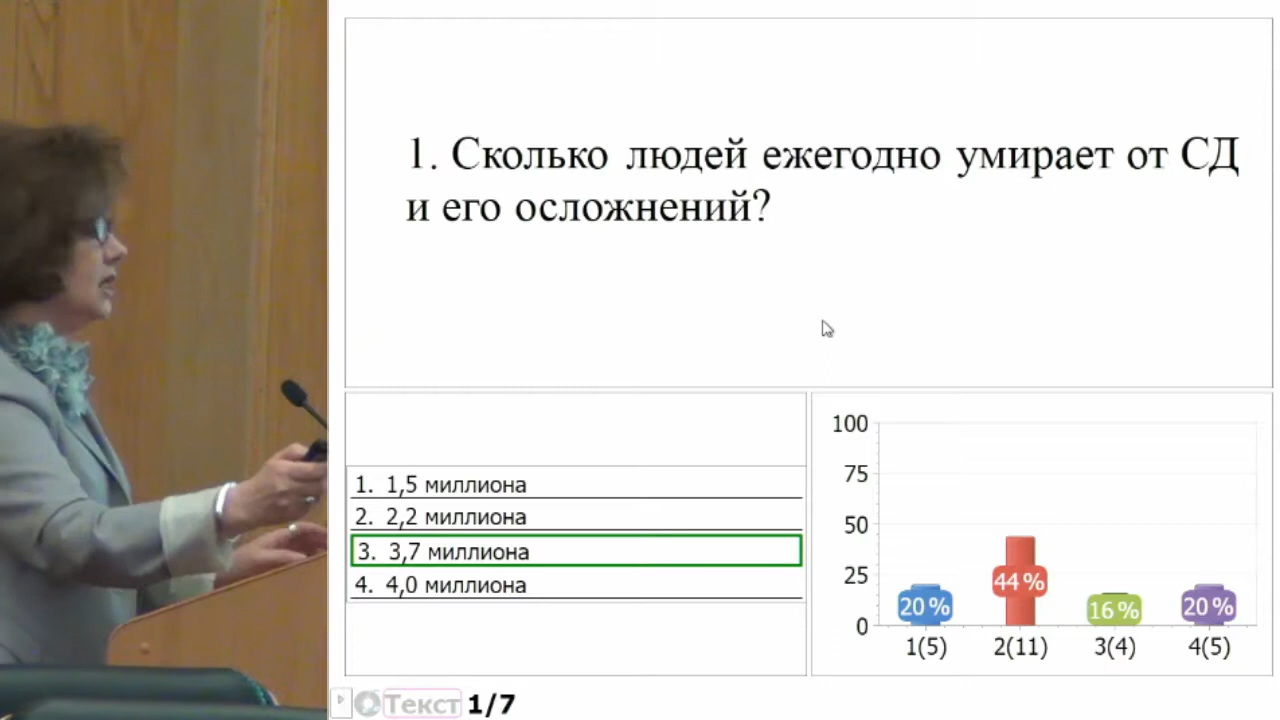 1. Сколько людей ежегодно умирает от СД
и его осложнений?
1. 1,5 миллиона
2. 2,2 миллиона
3. 3,7 миллиона
4. 4,0 миллиона
100
75
50
25
0
20 %
44 %
16 %
20 %
1(5)
2(11)
3(4)
4(5)
Текст 1/7